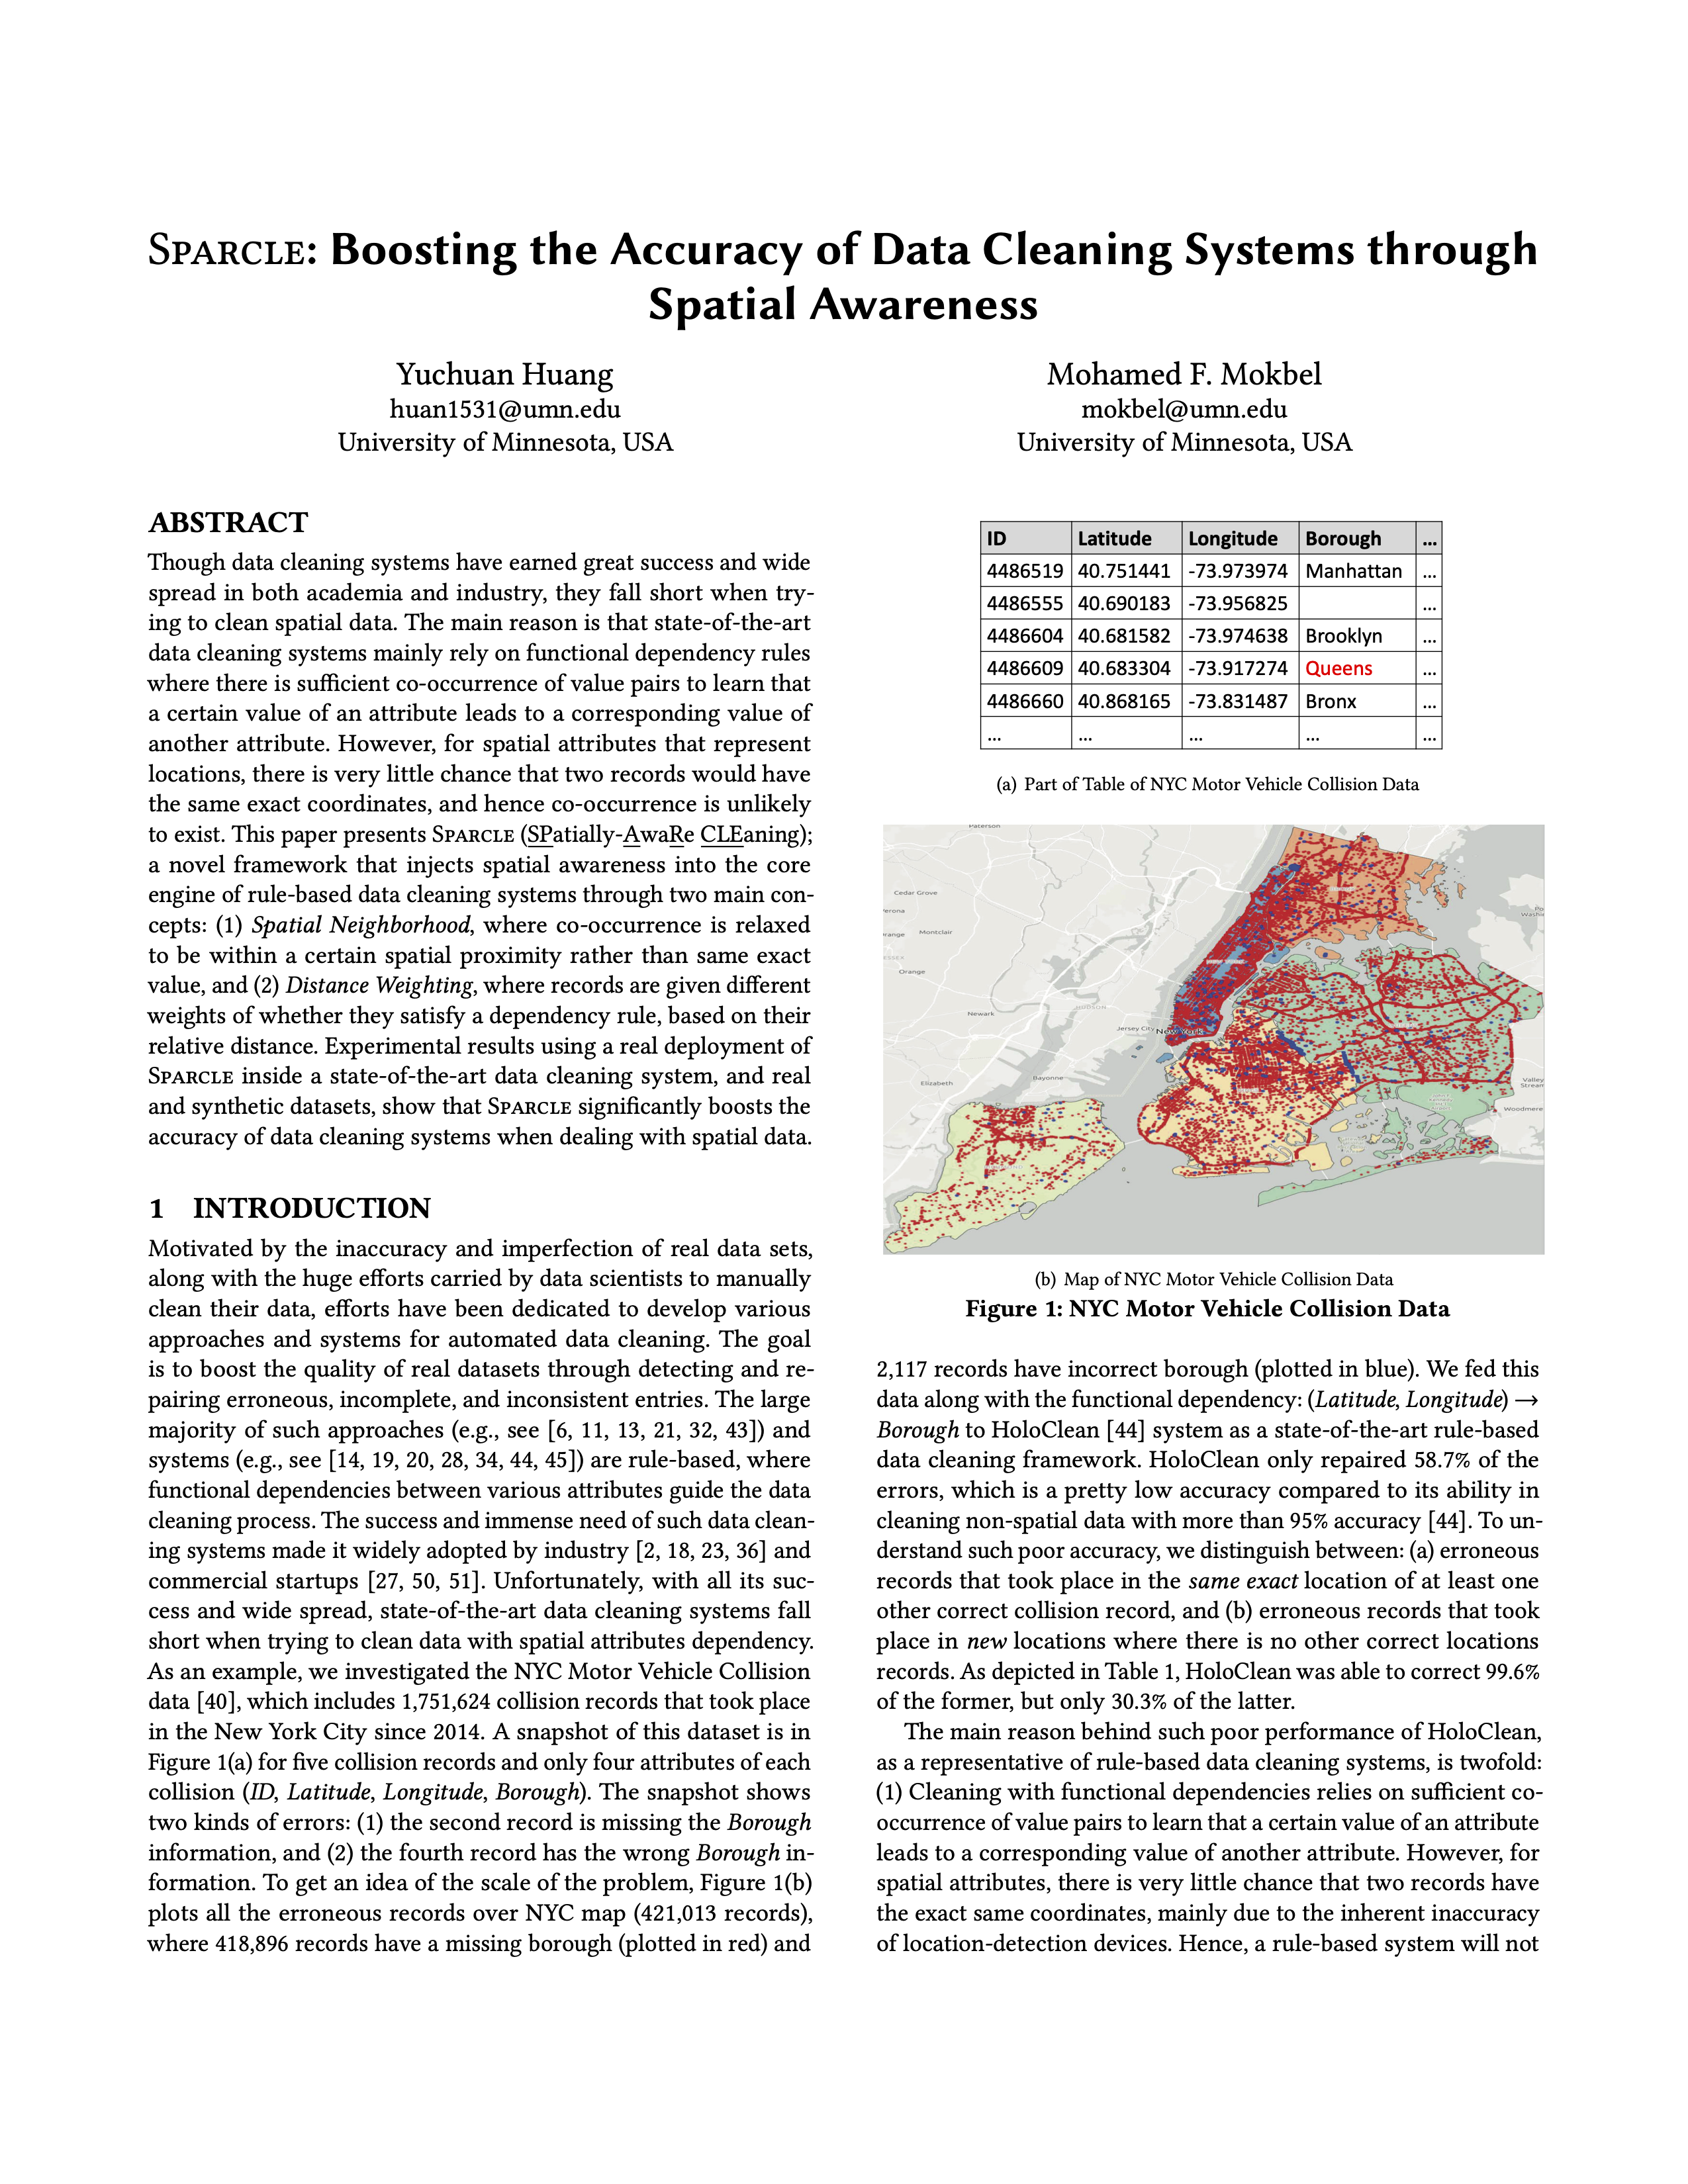 SPARCLE: Boosting the Accuracy of Data Cleaning Systems through
Spatial Awareness
Yuchuan Huang
huan1531@umn.edu
University of Minnesota, USA
Mohamed F. Mokbel
mokbel@umn.edu
University of Minnesota, USA
ABSTRACT
Though data cleaning systems have earned great success and wide
spread in both academia and industry, they fall short when try-
ing to clean spatial data. The main reason is that state-of-the-art
data cleaning systems mainly rely on functional dependency rules
where there is sufficient co-occurrence of value pairs to learn that
a certain value of an attribute leads to a corresponding value of
another attribute. However, for spatial attributes that represent
locations, there is very little chance that two records would have
the same exact coordinates, and hence co-occurrence is unlikely
to exist. This paper presents SPARCLE (SPatially-AwaRe CLEaning);
a novel framework that injects spatial awareness into the core
engine of rule-based data cleaning systems through two main con-
cepts: (1) Spatial Neighborhood, where co-occurrence is relaxed
to be within a certain spatial proximity rather than same exact
value, and (2) Distance Weighting, where records are given different
weights of whether they satisfy a dependency rule, based on their
relative distance. Experimental results using a real deployment of
SPARCLE inside a state-of-the-art data cleaning system, and real
and synthetic datasets, show that SPARCLE significantly boosts the
accuracy of data cleaning systems when dealing with spatial data.
1 INTRODUCTION
Motivated by the inaccuracy and imperfection of real data sets,
along with the huge efforts carried by data scientists to manually
clean their data, efforts have been dedicated to develop various
approaches and systems for automated data cleaning. The goal
is to boost the quality of real datasets through detecting and re-
pairing erroneous, incomplete, and inconsistent entries. The large
majority of such approaches (e.g., see [6, 11, 13, 21, 32, 43]) and
systems (e.g., see [14, 19, 20, 28, 34, 44, 45]) are rule-based, where
functional dependencies between various attributes guide the data
cleaning process. The success and immense need of such data clean-
ing systems made it widely adopted by industry [2, 18, 23, 36] and
commercial startups [27, 50, 51]. Unfortunately, with all its suc-
cess and wide spread, state-of-the-art data cleaning systems fall
short when trying to clean data with spatial attributes dependency.
As an example, we investigated the NYC Motor Vehicle Collision
data [40], which includes 1,751,624 collision records that took place
in the New York City since 2014. A snapshot of this dataset is in
Figure 1(a) for five collision records and only four attributes of each
collision (ID, Latitude, Longitude, Borough). The snapshot shows
two kinds of errors: (1) the second record is missing the Borough
information, and (2) the fourth record has the wrong Borough in-
formation. To get an idea of the scale of the problem, Figure 1(b)
plots all the erroneous records over NYC map (421,013 records),
where 418,896 records have a missing borough (plotted in red) and
ID Latitude Longitude Borough ...
4486519 40.751441 -73.973974 Manhattan ...
4486555 40.690183 -73.956825 ...
4486604 40.681582 -73.974638 Brooklyn ...
4486609 40.683304 -73.917274 Queens ...
4486660 40.868165 -73.831487 Bronx ...
... ... ... ... ...
(a) Part of Table of NYC Motor Vehicle Collision Data
Paterson
Cedar Grove
Montclair
Orange
Newark
Jersey City
New York
Elizabeth
Bayonne
Valley
Stream
Woodmere
(b) Map of NYC Motor Vehicle Collision Data
Figure 1: NYC Motor Vehicle Collision Data
2,117 records have incorrect borough (plotted in blue). We fed this
data along with the functional dependency: (Latitude, Longitude) →
Borough to HoloClean [44] system as a state-of-the-art rule-based
data cleaning framework. HoloClean only repaired 58.7% of the
errors, which is a pretty low accuracy compared to its ability in
cleaning non-spatial data with more than 95% accuracy [44]. To un-
derstand such poor accuracy, we distinguish between: (a) erroneous
records that took place in the same exact location of at least one
other correct collision record, and (b) erroneous records that took
place in new locations where there is no other correct locations
records. As depicted in Table 1, HoloClean was able to correct 99.6%
of the former, but only 30.3% of the latter.
The main reason behind such poor performance of HoloClean,
as a representative of rule-based data cleaning systems, is twofold:
(1) Cleaning with functional dependencies relies on sufficient co-
occurrence of value pairs to learn that a certain value of an attribute
leads to a corresponding value of another attribute. However, for
spatial attributes, there is very little chance that two records have
the exact same coordinates, mainly due to the inherent inaccuracy
of location-detection devices. Hence, a rule-based system will not